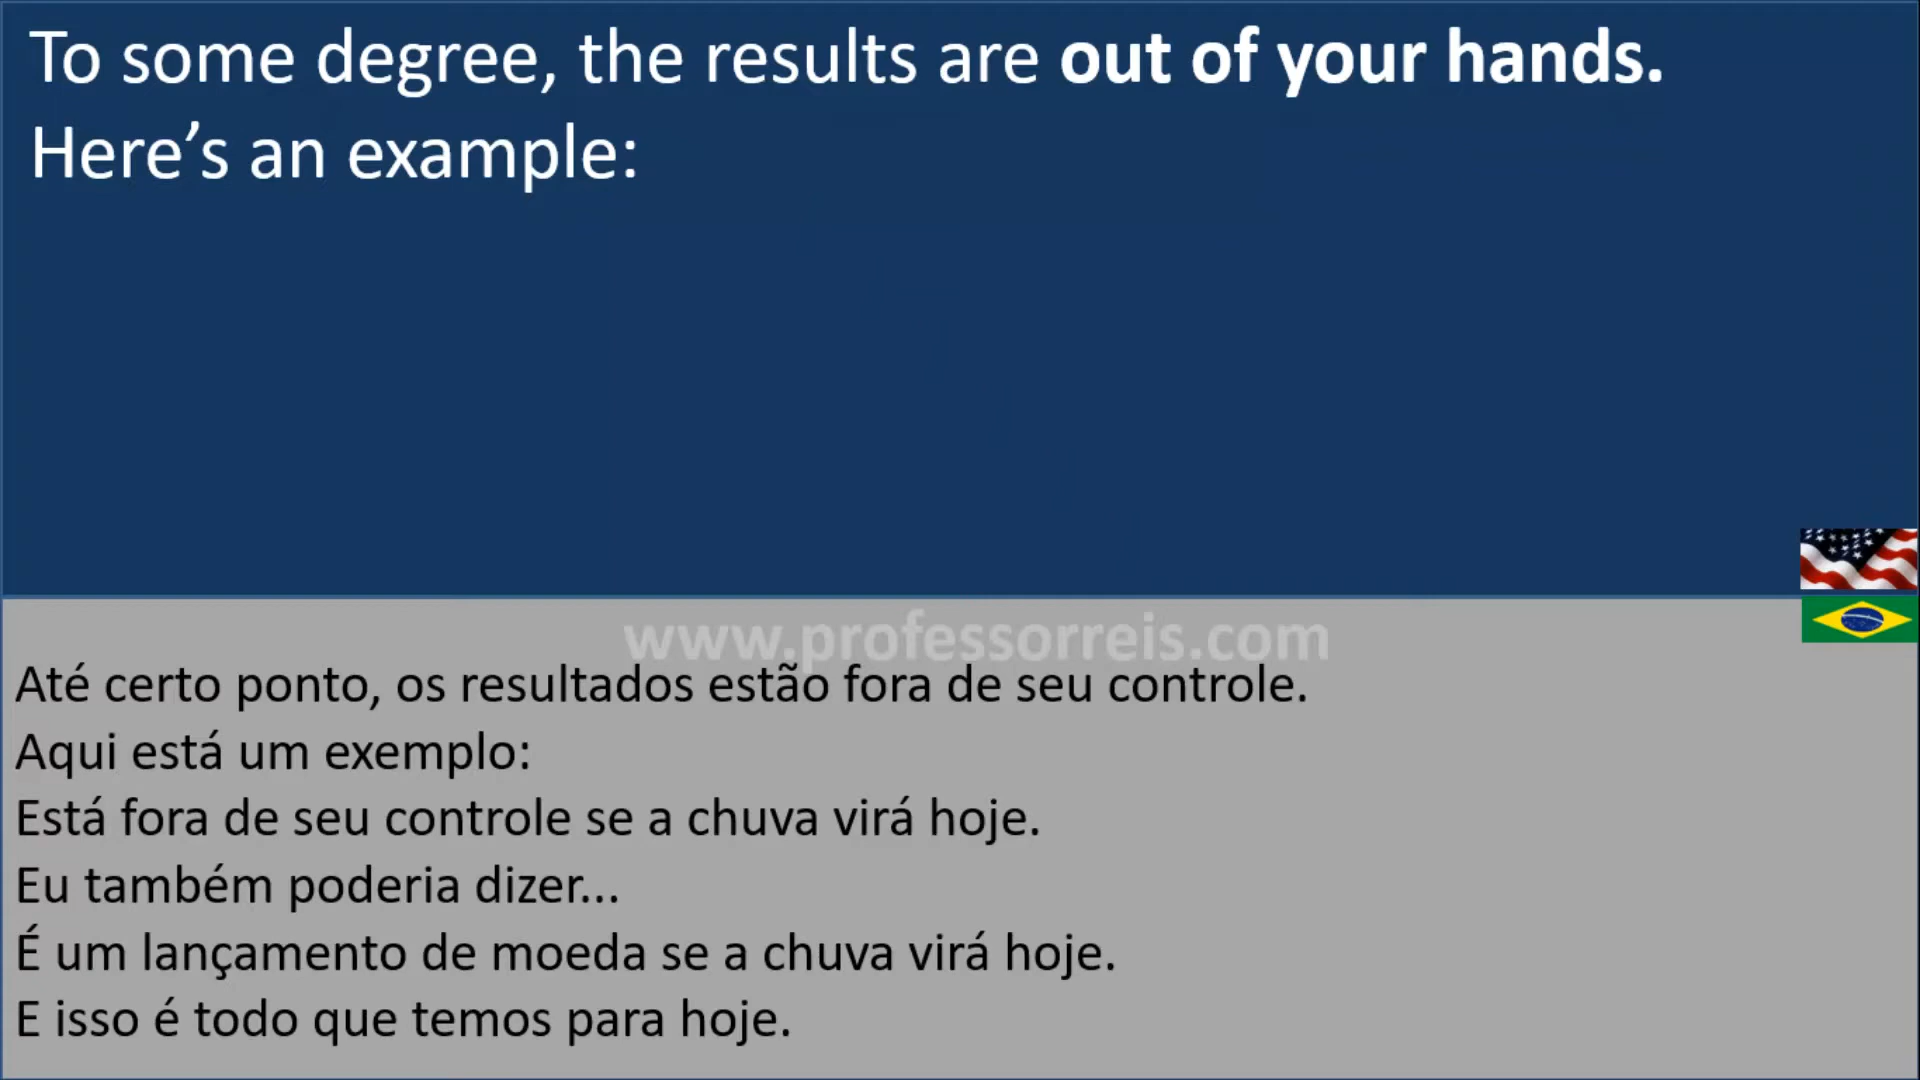 To some degree, the results are out of your hands.
Here’s an example:
www.professorreis.com
Até certo ponto, os resultados estão fora de seu controle.
Aqui está um exemplo:
Está fora de seu controle se a chuva virá hoje.
Eu também poderia dizer...
É um lançamento de moeda se a chuva virá hoje.
E isso é todo que temos para hoje.